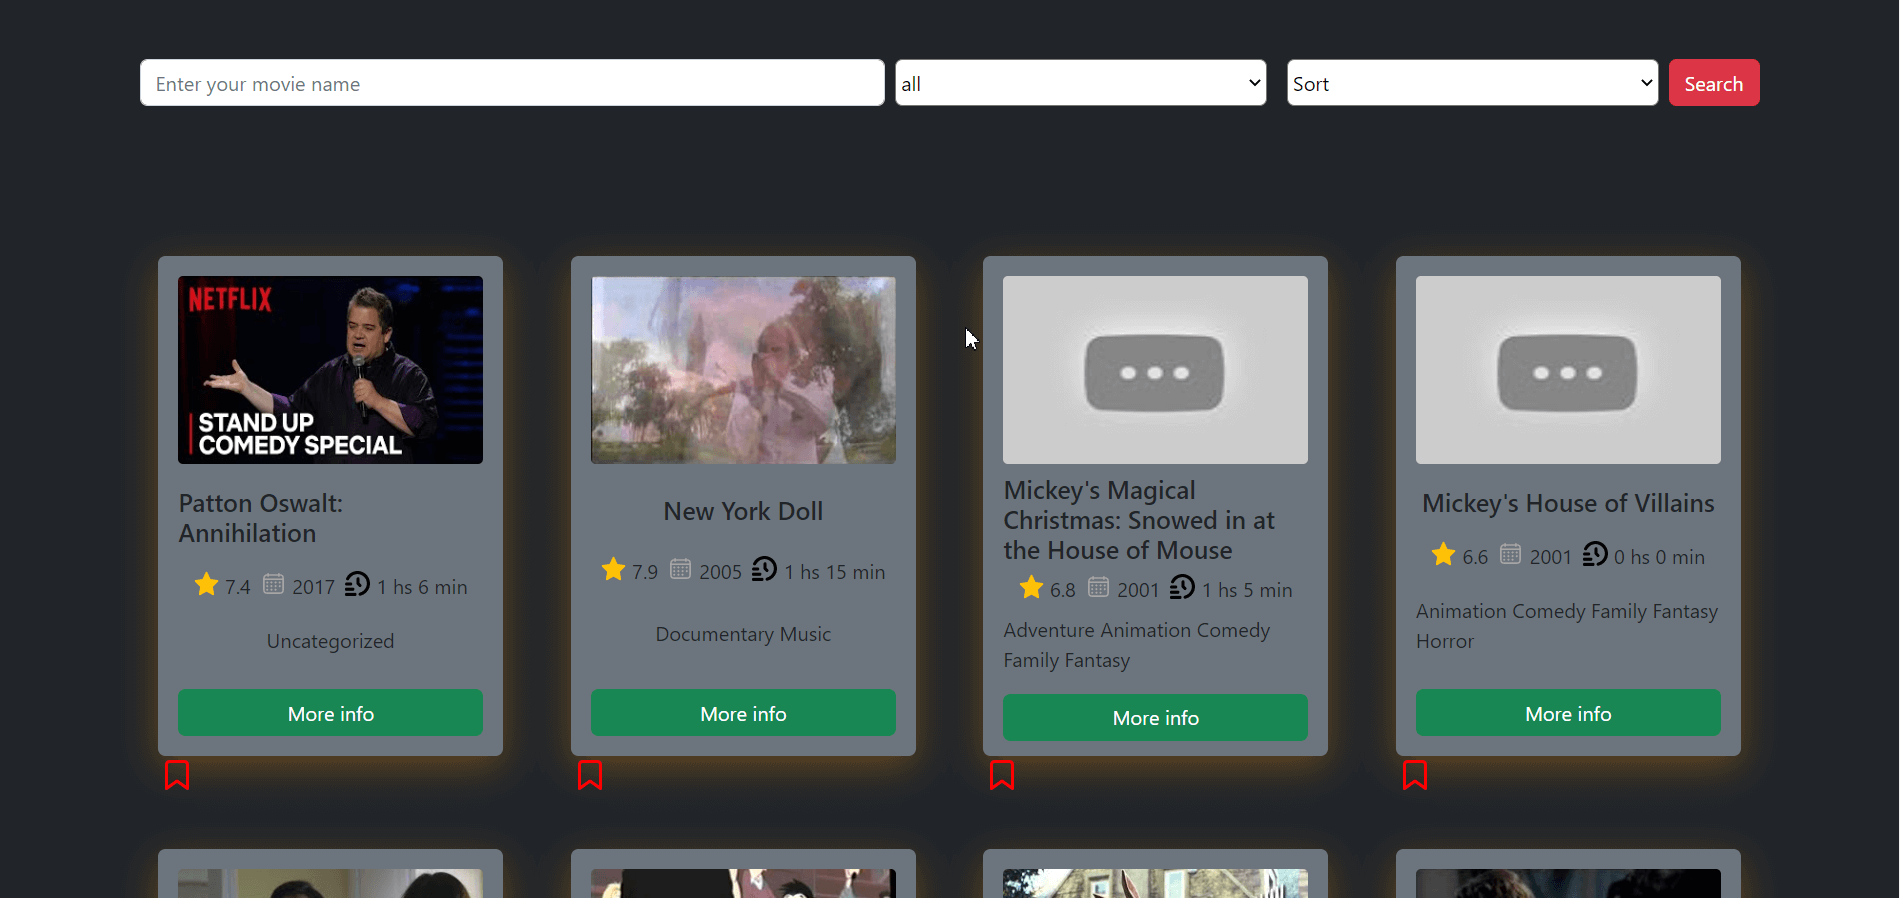 Enter your movie name
all
Sort
Search
NETFLIX
STAND UP
COMEDY SPECIAL
Patton Oswalt:
Annihilation
7.4 2017 1 hs 6 min
Uncategorized
More info
New York Doll
7.9 2005 1 hs 15 min
Documentary Music
More info
Mickey's Magical
Christmas: Snowed in at
the House of Mouse
6.8 2001 1 hs 5 min
Adventure Animation Comedy
Family Fantasy
More info
Mickey's House of Villains
6.6 2001 0 hs 0 min
Animation Comedy Family Fantasy
Horror
More info